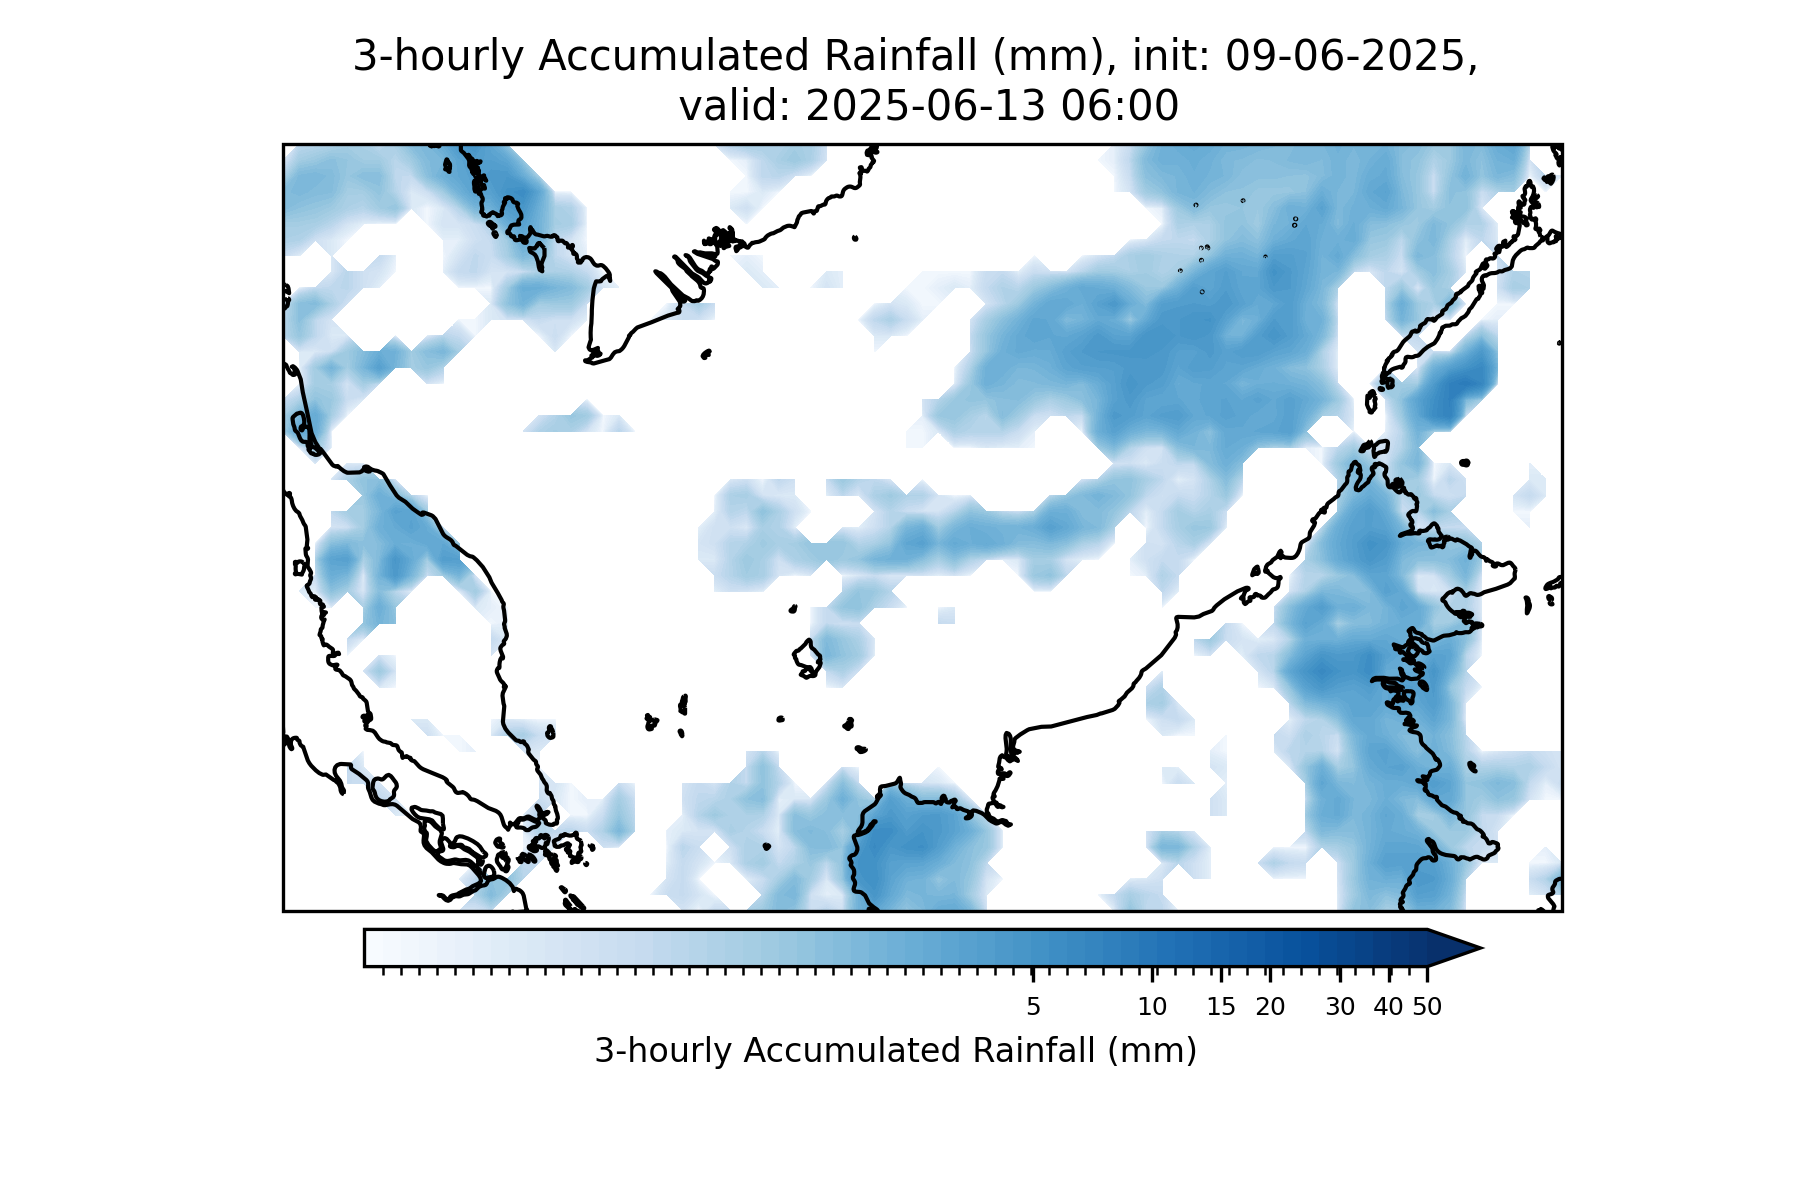 3-hourly Accumulated Rainfall (mm), init: 09-06-2025,
valid: 2025-06-13 06:00
5 10 15 20 30 40 50
3-hourly Accumulated Rainfall (mm)